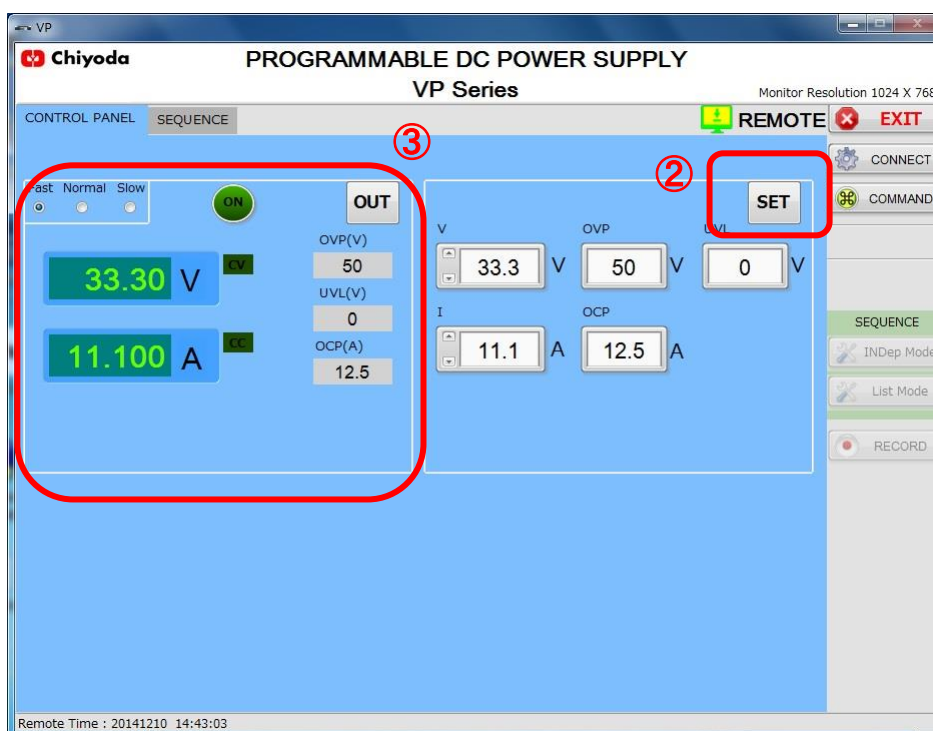 VP
Chiyoda
PROGRAMMABLE DC POWER SUPPLY
VP Series
Monitor Resolution 1024 X 768
CONTROL PANEL
SEQUENCE
REMOTE
EXIT
CONNECT
COMMAND
③
②
Fast Normal Slow
ON
OUT
SET
OVP(V)
50
UVL(V)
0
OCP(A)
12.5
33.30 V
CV
11.100 A
CC
V
33.3 V
OVP
50 V
UVL
0 V
I
11.1 A
OCP
12.5 A
SEQUENCE
INDep Mode
List Mode
RECORD
Remote Time : 20141210 14:43:03